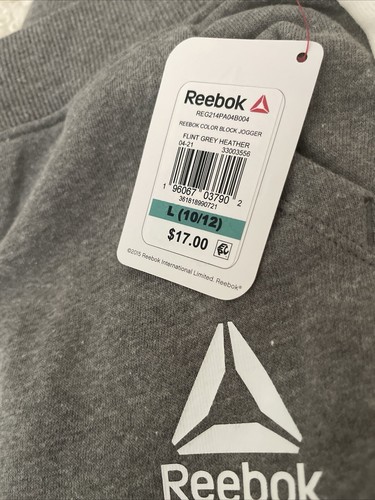 Reebok
REG214PA04B004
REEBOK COLOR BLOCK JOGGER
FLINT GREY HEATHER
04-21 33003556
1 96067 03790 2
361818990721
L (10/12)
$17.00
©2015 Reebok International Limited. Reebok®
Reebok